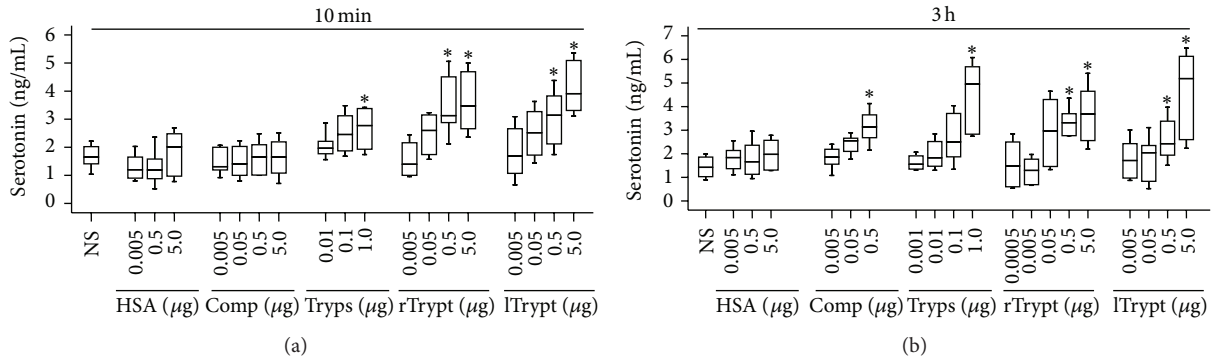 10 min
Serotonin (ng/mL)
6
5
4
3
2
1
0
* * * * *
NS 0.005 0.5 5.0 0.005 0.05 0.5 5.0 0.01 0.1 1.0 0.005 0.05 0.5 5.0 0.005 0.05 0.5 5.0
HSA (μg) Comp (μg) Tryps (μg) rTrypt (μg) lTrypt (μg)
(a)
3 h
Serotonin (ng/mL)
7
6
5
4
3
2
1
0
* * * * * *
NS 0.005 0.5 5.0 0.005 0.05 0.5 0.001 0.01 0.1 1.0 0.0005 0.005 0.05 0.5 5.0 0.005 0.05 0.5 5.0
HSA (μg) Comp (μg) Tryps (μg) rTrypt (μg) lTrypt (μg)
(b)